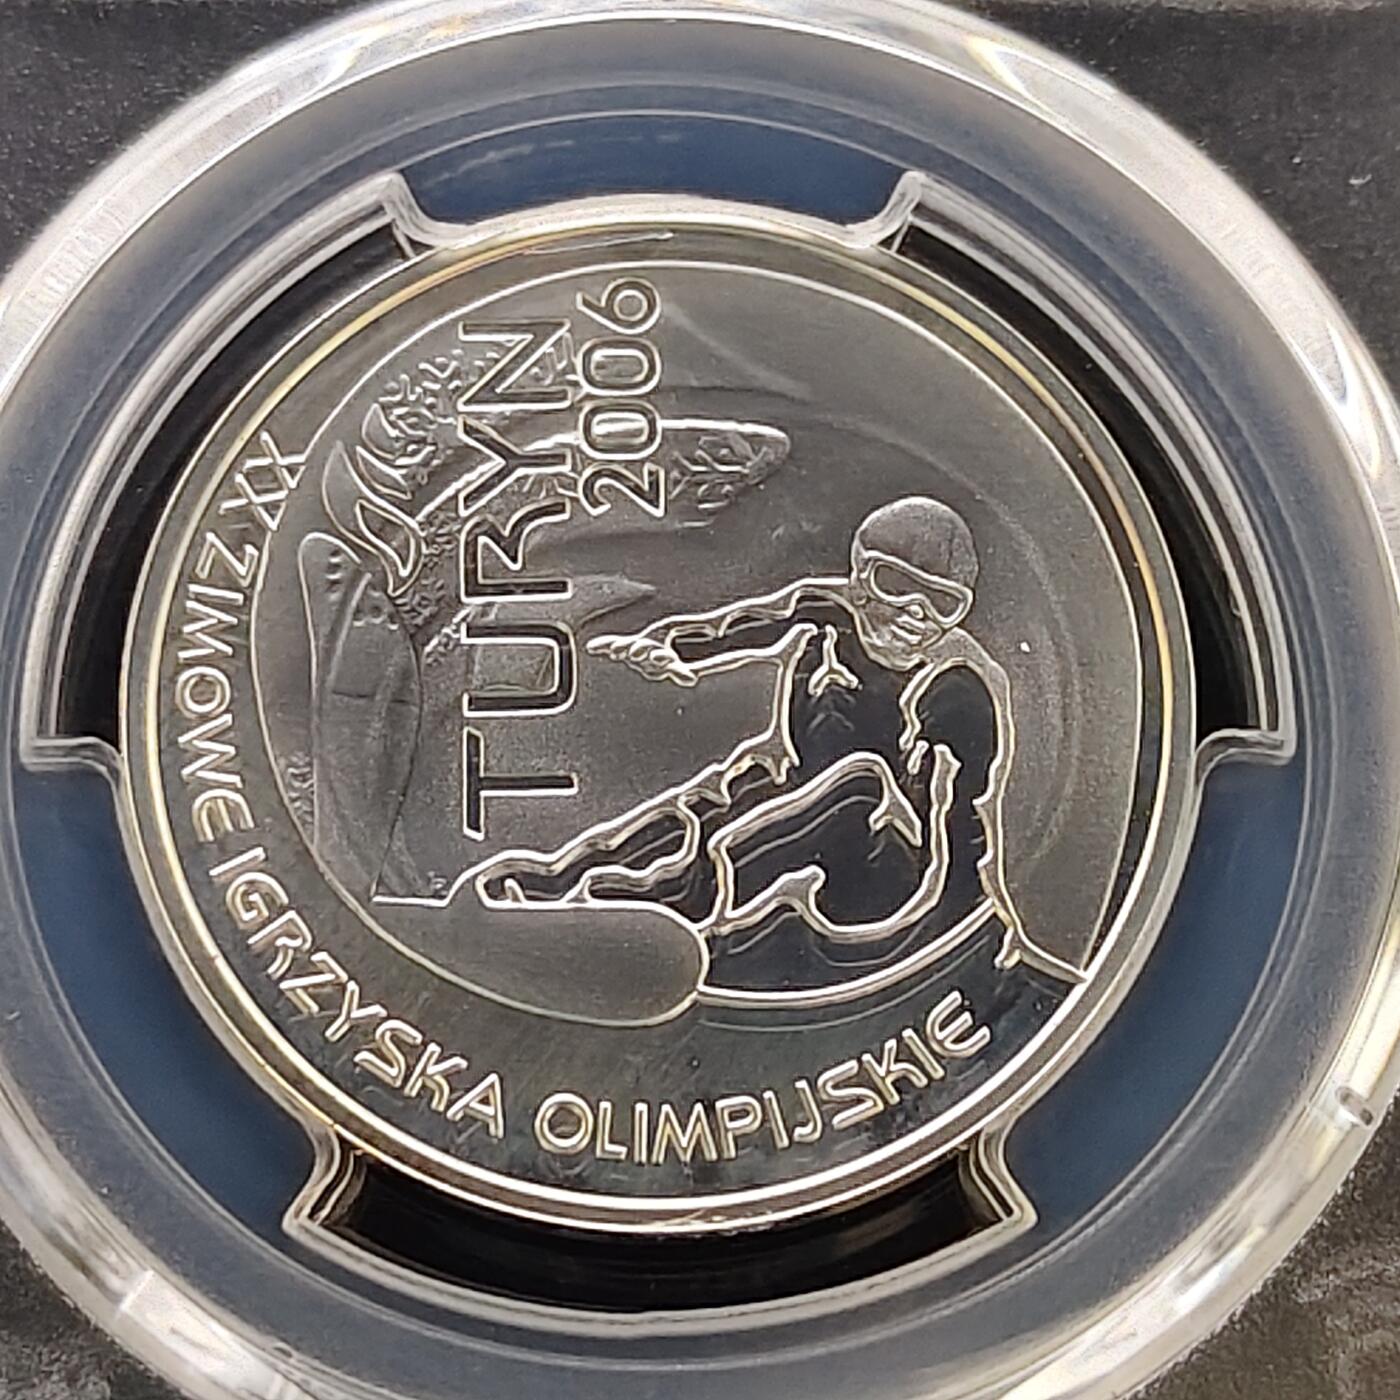 XX ZIMOWE IGRZYSKA OLIMPIJSKIE
TURYN
2006